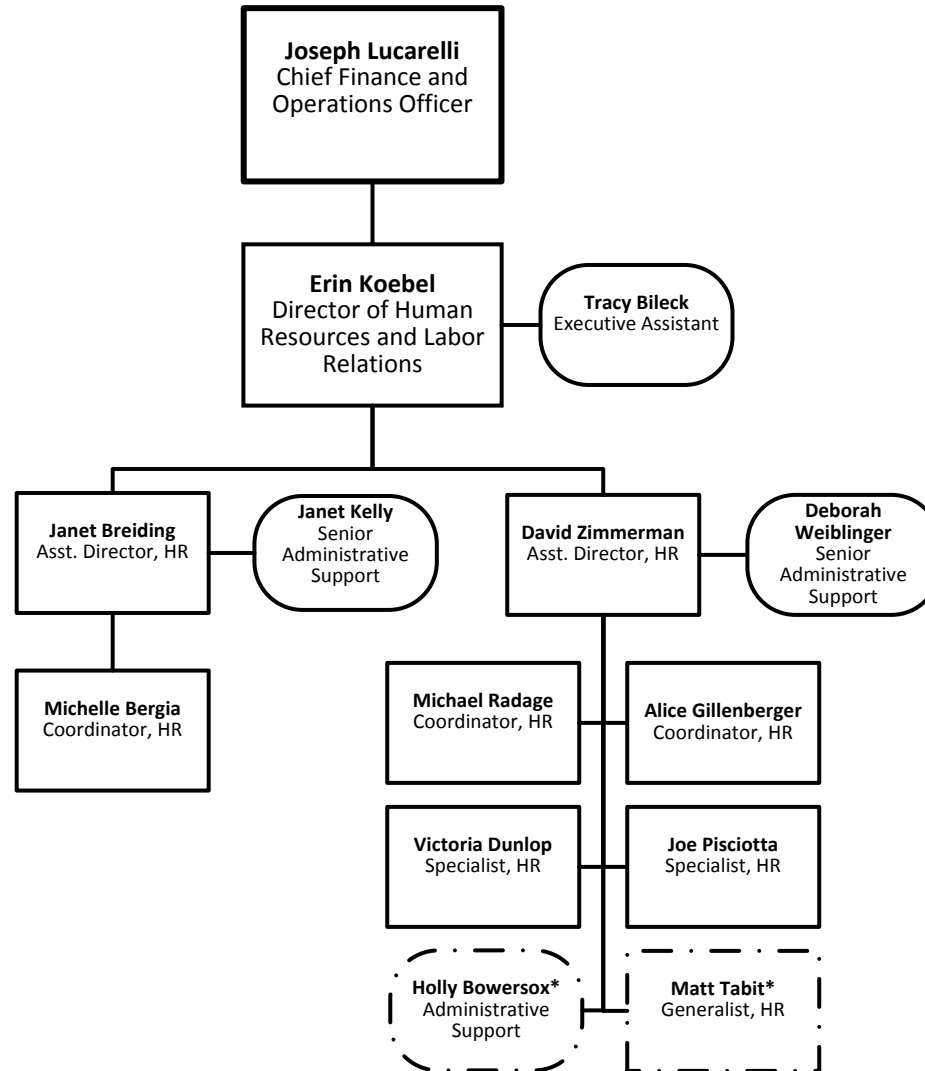 Joseph Lucarelli
Chief Finance and
Operations Officer
Erin Koebel
Director of Human
Resources and Labor
Relations
Tracy Bileck
Executive Assistant
Janet Breiding
Asst. Director, HR
Janet Kelly
Senior
Administrative
Support
David Zimmerman
Asst. Director, HR
Deborah
Weiblinger
Senior
Administrative
Support
Michelle Bergia
Coordinator, HR
Michael Radage
Coordinator, HR
Alice Gillenberger
Coordinator, HR
Victoria Dunlop
Specialist, HR
Joe Pisciotta
Specialist, HR
Holly Bowersox*
Administrative
Support
Matt Tabit*
Generalist, HR